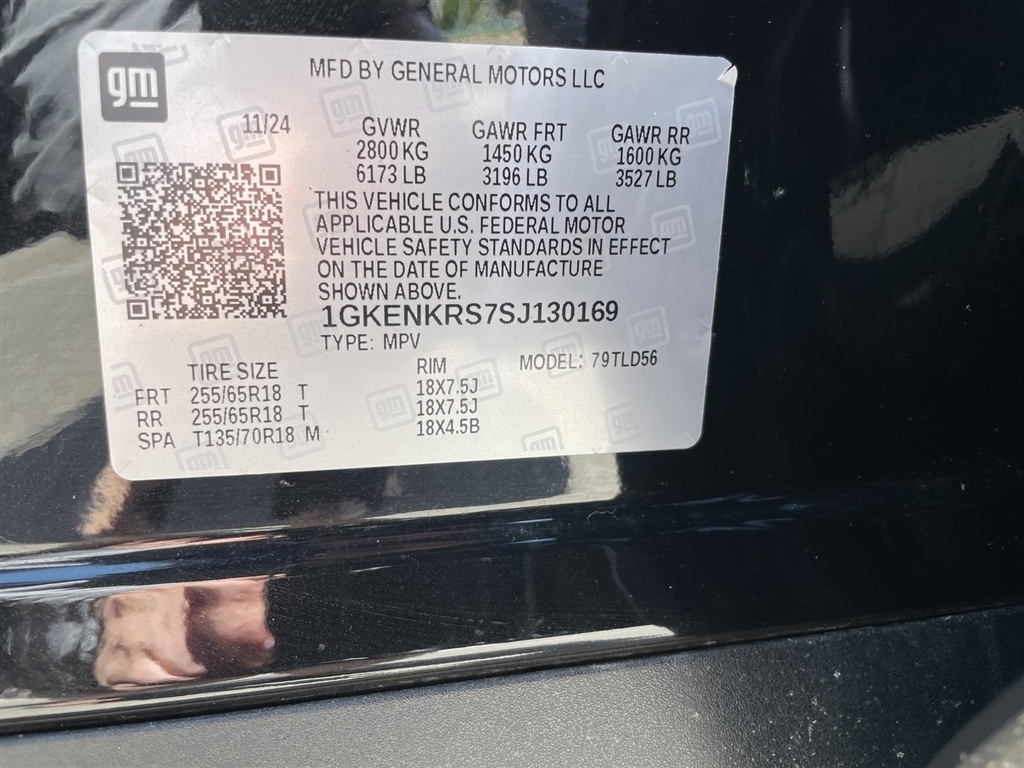 gm
MFD BY GENERAL MOTORS LLC
11/24 GVWR GAWR FRT GAWR RR
2800 KG 1450 KG 1600 KG
6173 LB 3196 LB 3527 LB
THIS VEHICLE CONFORMS TO ALL
APPLICABLE U.S. FEDERAL MOTOR
VEHICLE SAFETY STANDARDS IN EFFECT
ON THE DATE OF MANUFACTURE
SHOWN ABOVE.
1GKENKRS7SJ130169
TYPE: MPV
TIRE SIZE RIM MODEL: 79TLD56
FRT 255/65R18 T 18X7.5J
RR 255/65R18 T 18X7.5J
SPA T135/70R18 M 18X4.5B